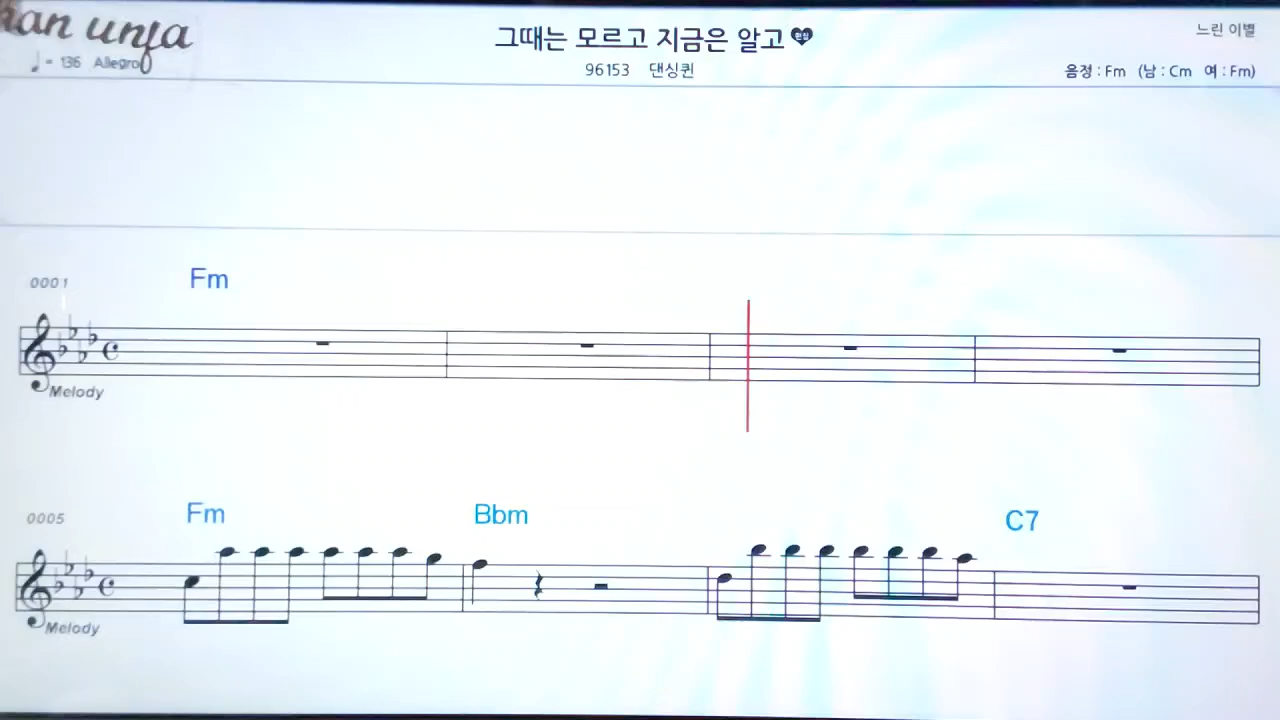 han unfa
♩= 136 Allegro
그때는 모르고 지금은 알고
96153 댄싱퀸
느린 이별
음정 : Fm (남 : Cm 여 : Fm)
0001
Fm
Melody
0005
Fm Bbm C7
Melody